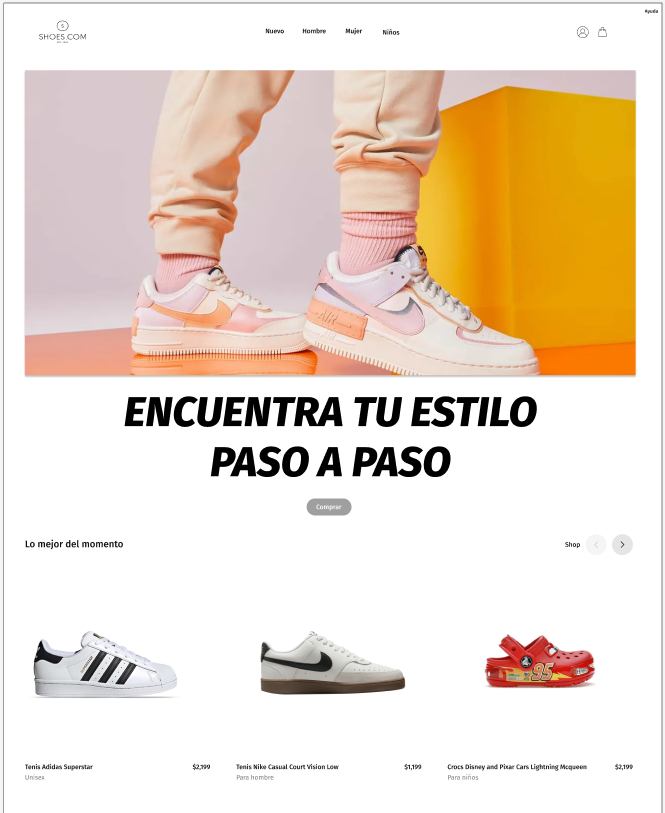 Ayuda
SHOES.COM
Nuevo Hombre Mujer Niños
ENCUENTRA TU ESTILO
PASO A PASO
Comprar
Lo mejor del momento
Shop
95
Tenis Adidas Superstar $2,199
Unisex
Tenis Nike Casual Court Vision Low $1,199
Para hombre
Crocs Disney and Pixar Cars Lightning Mcqueen $2,199
Para niños